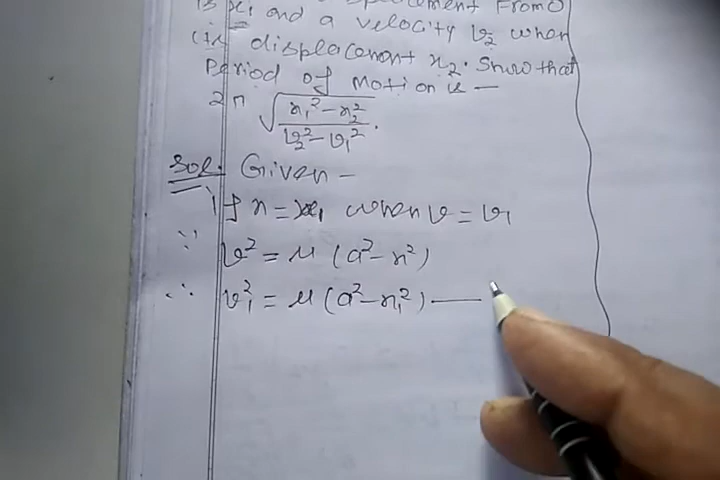 is x₁ and a velocity v₂ when
its displacement x₂. Show that
Period of Motion is —
2π √(x₁² - x₂² / v₂² - v₁²).
Sol. Given —
if x = x₁ when v = v₁
∵ v² = μ (a² - x²)
∴ v₁² = μ (a² - x₁²) —